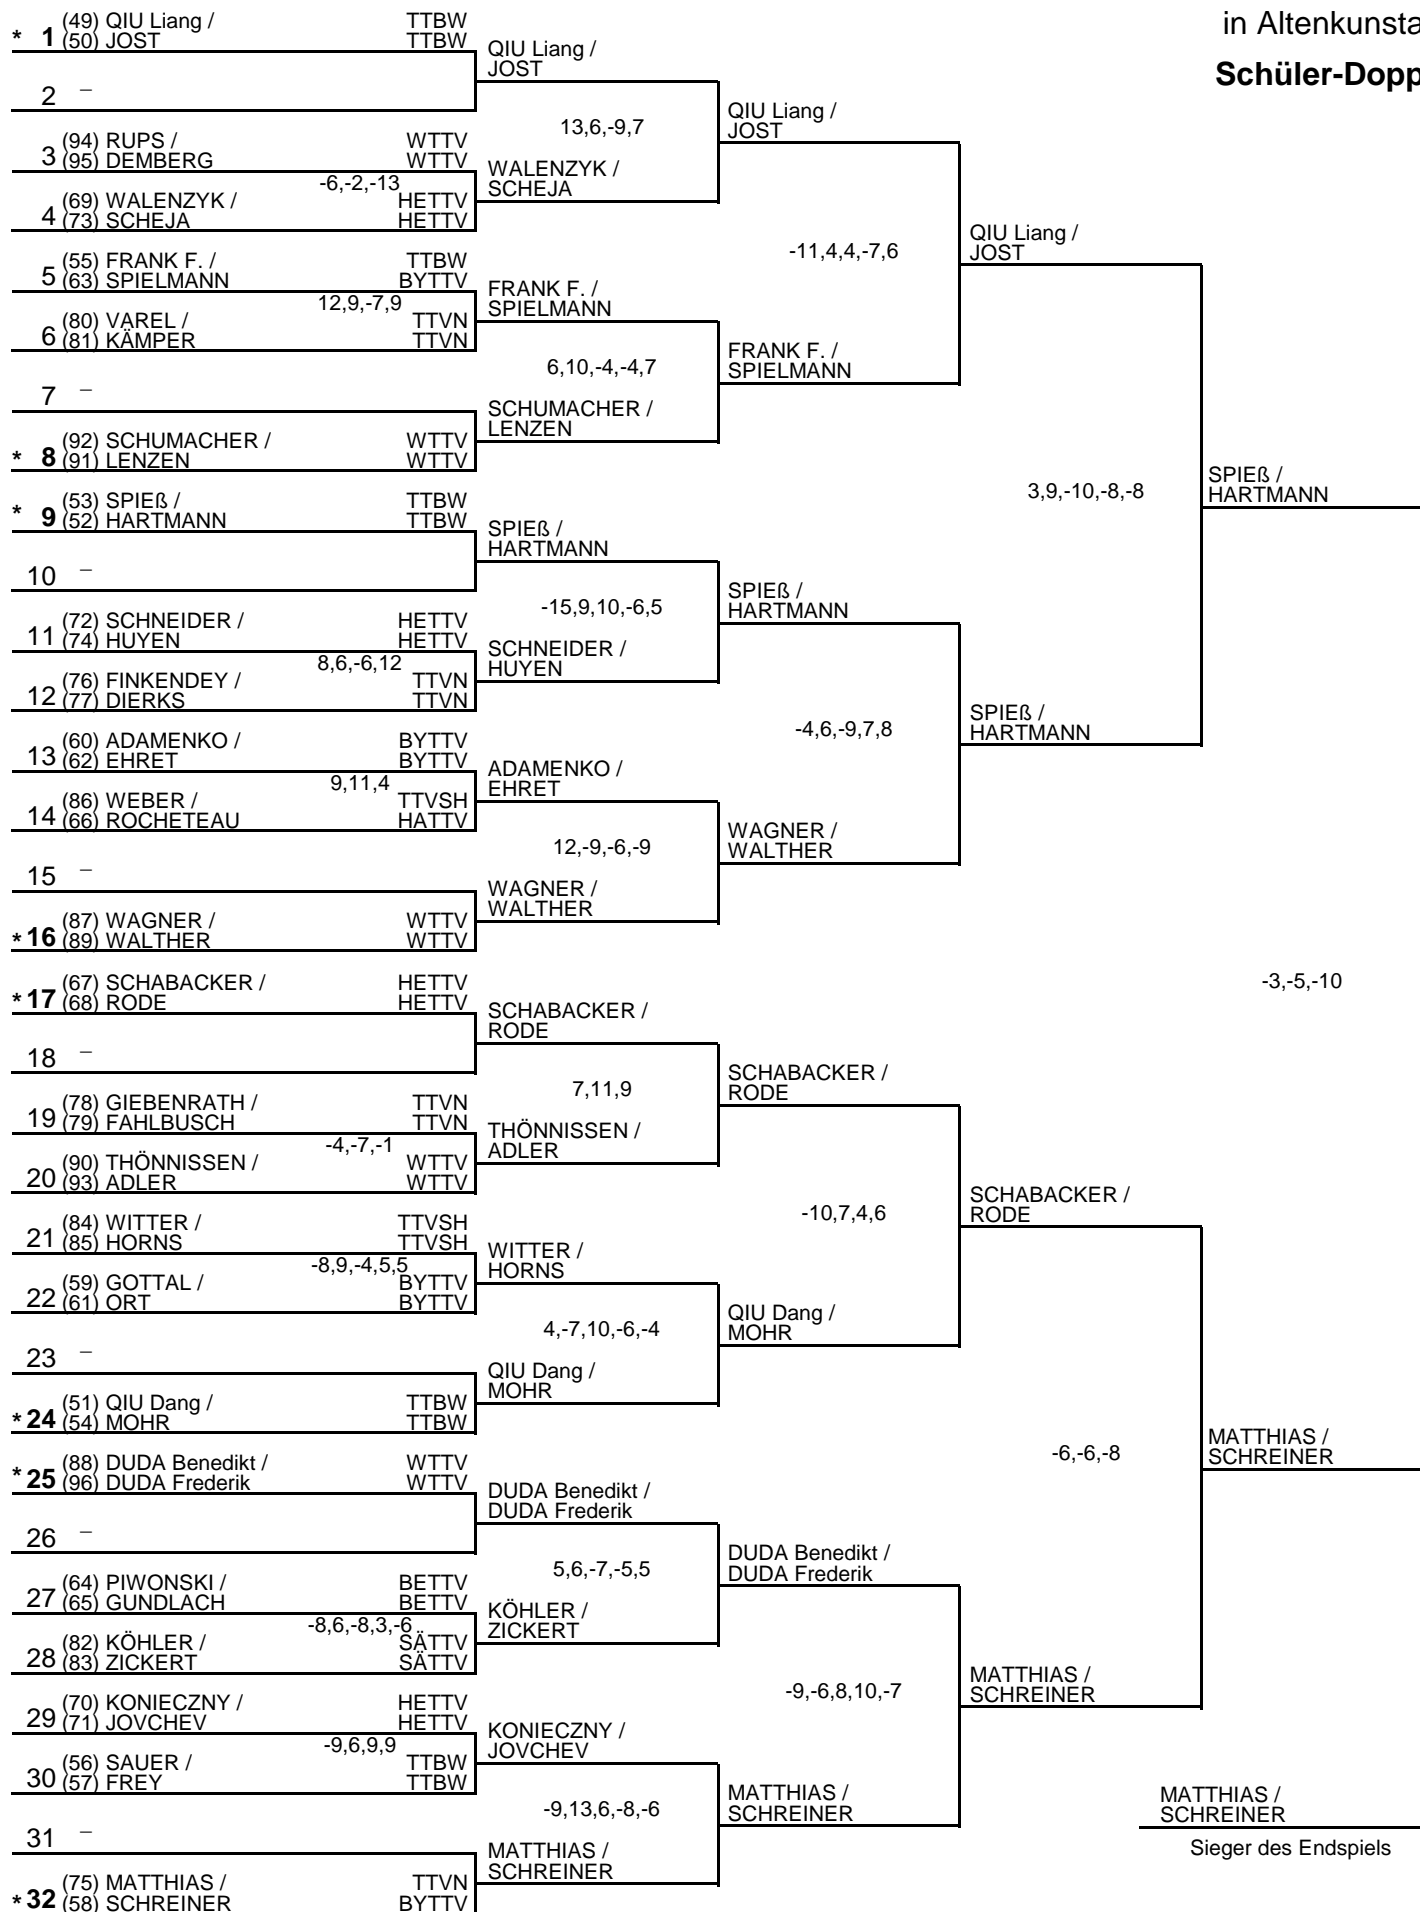 in Altenkunsta
Schüler-Dopp
* 1 (49) QIU Liang / TTBW
(50) JOST TTBW
2 –
3 (94) RUPS / WTTV
(95) DEMBERG WTTV
-6,-2,-13
4 (69) WALENZYK / HETTV
(73) SCHEJA HETTV
5 (55) FRANK F. / TTBW
(63) SPIELMANN BYTTV
12,9,-7,9
6 (80) VAREL / TTVN
(81) KÄMPER TTVN
7 –
* 8 (92) SCHUMACHER / WTTV
(91) LENZEN WTTV
* 9 (53) SPIEß / TTBW
(52) HARTMANN TTBW
10 –
11 (72) SCHNEIDER / HETTV
(74) HUYEN HETTV
8,6,-6,12
12 (76) FINKENDEY / TTVN
(77) DIERKS TTVN
13 (60) ADAMENKO / BYTTV
(62) EHRET BYTTV
9,11,4
14 (86) WEBER / TTVSH
(66) ROCHETEAU HATTV
15 –
* 16 (87) WAGNER / WTTV
(89) WALTHER WTTV
* 17 (67) SCHABACKER / HETTV
(68) RODE HETTV
18 –
19 (78) GIEBENRATH / TTVN
(79) FAHLBUSCH TTVN
-4,-7,-1
20 (90) THÖNNISSEN / WTTV
(93) ADLER WTTV
21 (84) WITTER / TTVSH
(85) HORNS TTVSH
-8,9,-4,5,5
22 (59) GOTTAL / BYTTV
(61) ORT BYTTV
23 –
* 24 (51) QIU Dang / TTBW
(54) MOHR TTBW
* 25 (88) DUDA Benedikt / WTTV
(96) DUDA Frederik WTTV
26 –
27 (64) PIWONSKI / BETTV
(65) GUNDLACH BETTV
-8,6,-8,3,-6
28 (82) KÖHLER / SÄTTV
(83) ZICKERT SÄTTV
29 (70) KONIECZNY / HETTV
(71) JOVCHEV HETTV
-9,6,9,9
30 (56) SAUER / TTBW
(57) FREY TTBW
31 –
* 32 (75) MATTHIAS / TTVN
(58) SCHREINER BYTTV
QIU Liang /
JOST
13,6,-9,7
WALENZYK /
SCHEJA
FRANK F. /
SPIELMANN
6,10,-4,-4,7
SCHUMACHER /
LENZEN
SPIEß /
HARTMANN
-15,9,10,-6,5
SCHNEIDER /
HUYEN
ADAMENKO /
EHRET
12,-9,-6,-9
WAGNER /
WALTHER
SCHABACKER /
RODE
7,11,9
THÖNNISSEN /
ADLER
WITTER /
HORNS
4,-7,10,-6,-4
QIU Dang /
MOHR
DUDA Benedikt /
DUDA Frederik
5,6,-7,-5,5
KÖHLER /
ZICKERT
KONIECZNY /
JOVCHEV
-9,13,6,-8,-6
MATTHIAS /
SCHREINER
QIU Liang /
JOST
-11,4,4,-7,6
FRANK F. /
SPIELMANN
SPIEß /
HARTMANN
-4,6,-9,7,8
WAGNER /
WALTHER
SCHABACKER /
RODE
-10,7,4,6
QIU Dang /
MOHR
DUDA Benedikt /
DUDA Frederik
-9,-6,8,10,-7
MATTHIAS /
SCHREINER
QIU Liang /
JOST
3,9,-10,-8,-8
SPIEß /
HARTMANN
SCHABACKER /
RODE
-6,-6,-8
MATTHIAS /
SCHREINER
SPIEß /
HARTMANN
-3,-5,-10
MATTHIAS /
SCHREINER
MATTHIAS /
SCHREINER
Sieger des Endspiels